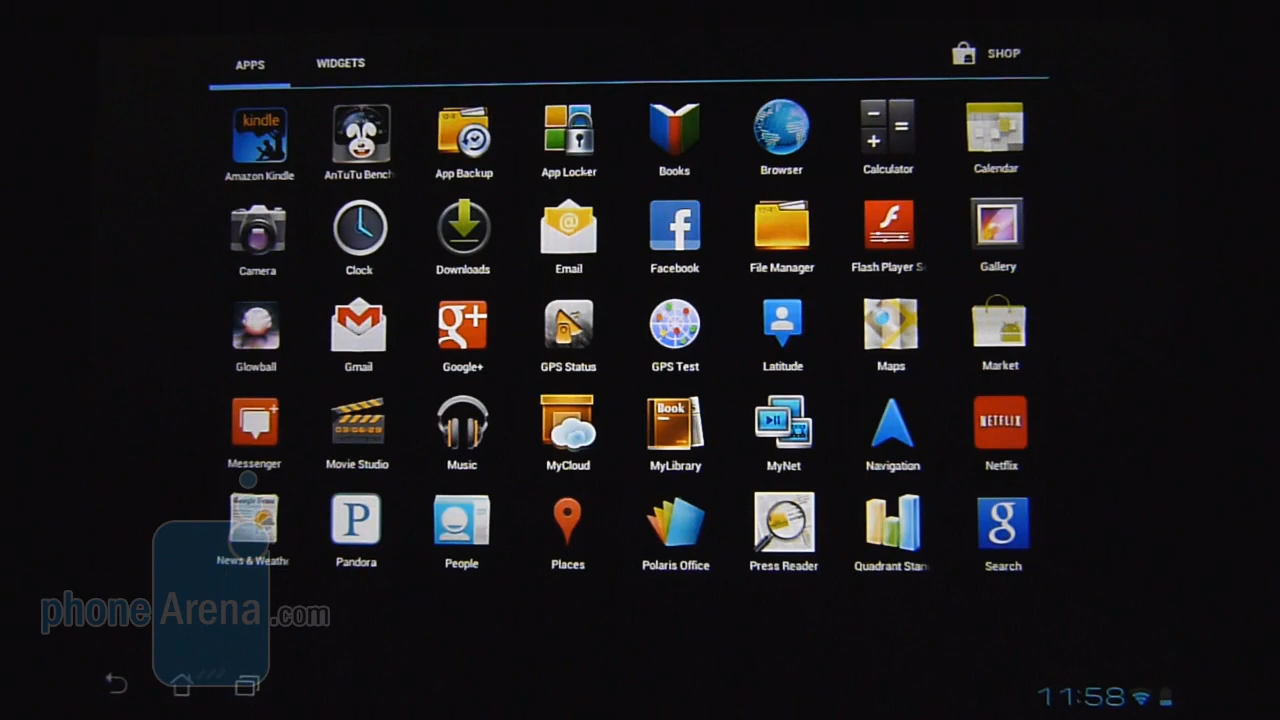 APPS WIDGETS SHOP
kindle
Amazon Kindle AnTuTu Bench App Backup App Locker Books Browser Calculator Calendar
Camera Clock Downloads Email Facebook File Manager Flash Player S Gallery
g+
Glowball Gmail Google+ GPS Status GPS Test Latitude Maps Market
Book NETFLIX
Messenger Movie Studio Music MyCloud MyLibrary MyNet Navigation Netflix
P g
News & Weathe Pandora People Places Polaris Office Press Reader Quadrant Stan Search
phoneArena.com
11:58